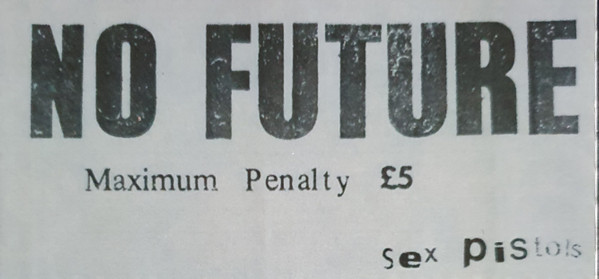 NO FUTURE
Maximum Penalty £5
sex pistols